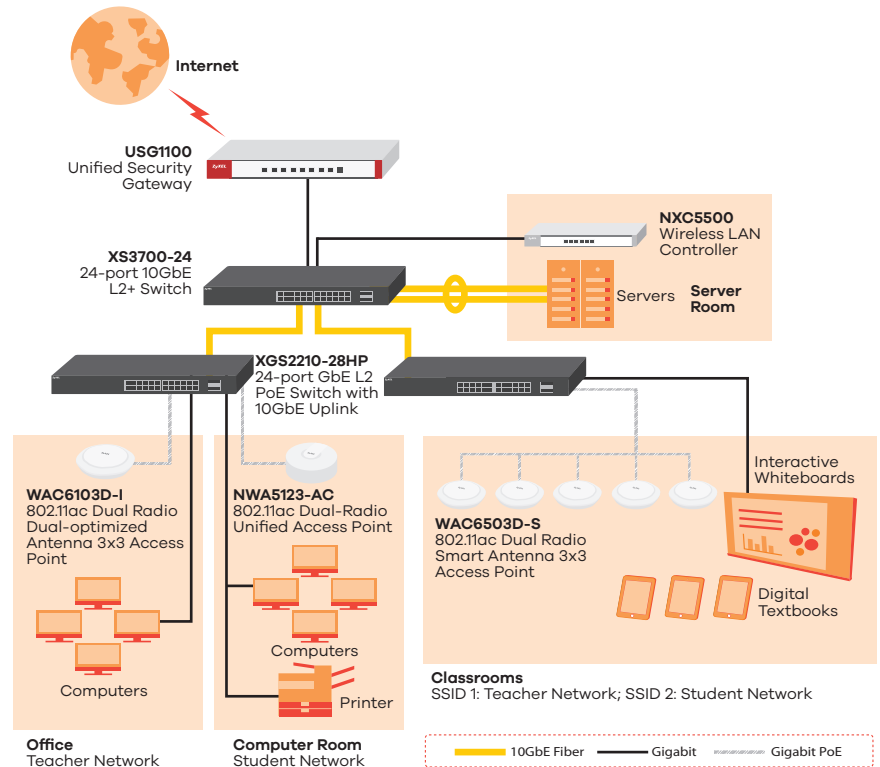 Internet
USG1100
Unified Security
Gateway
ZyXEL
NXC5500
Wireless LAN
Controller
XS3700-24
24-port 10GbE
L2+ Switch
Servers
Server
Room
XGS2210-28HP
24-port GbE L2
PoE Switch with
10GbE Uplink
WAC6103D-I
802.11ac Dual Radio
Dual-optimized
Antenna 3x3 Access
Point
Computers
NWA5123-AC
802.11ac Dual-Radio
Unified Access Point
Computers
Printer
Interactive
Whiteboards
WAC6503D-S
802.11ac Dual Radio
Smart Antenna 3x3
Access Point
Digital
Textbooks
Office
Teacher Network
Computer Room
Student Network
Classrooms
SSID 1: Teacher Network; SSID 2: Student Network
10GbE Fiber
Gigabit
Gigabit PoE